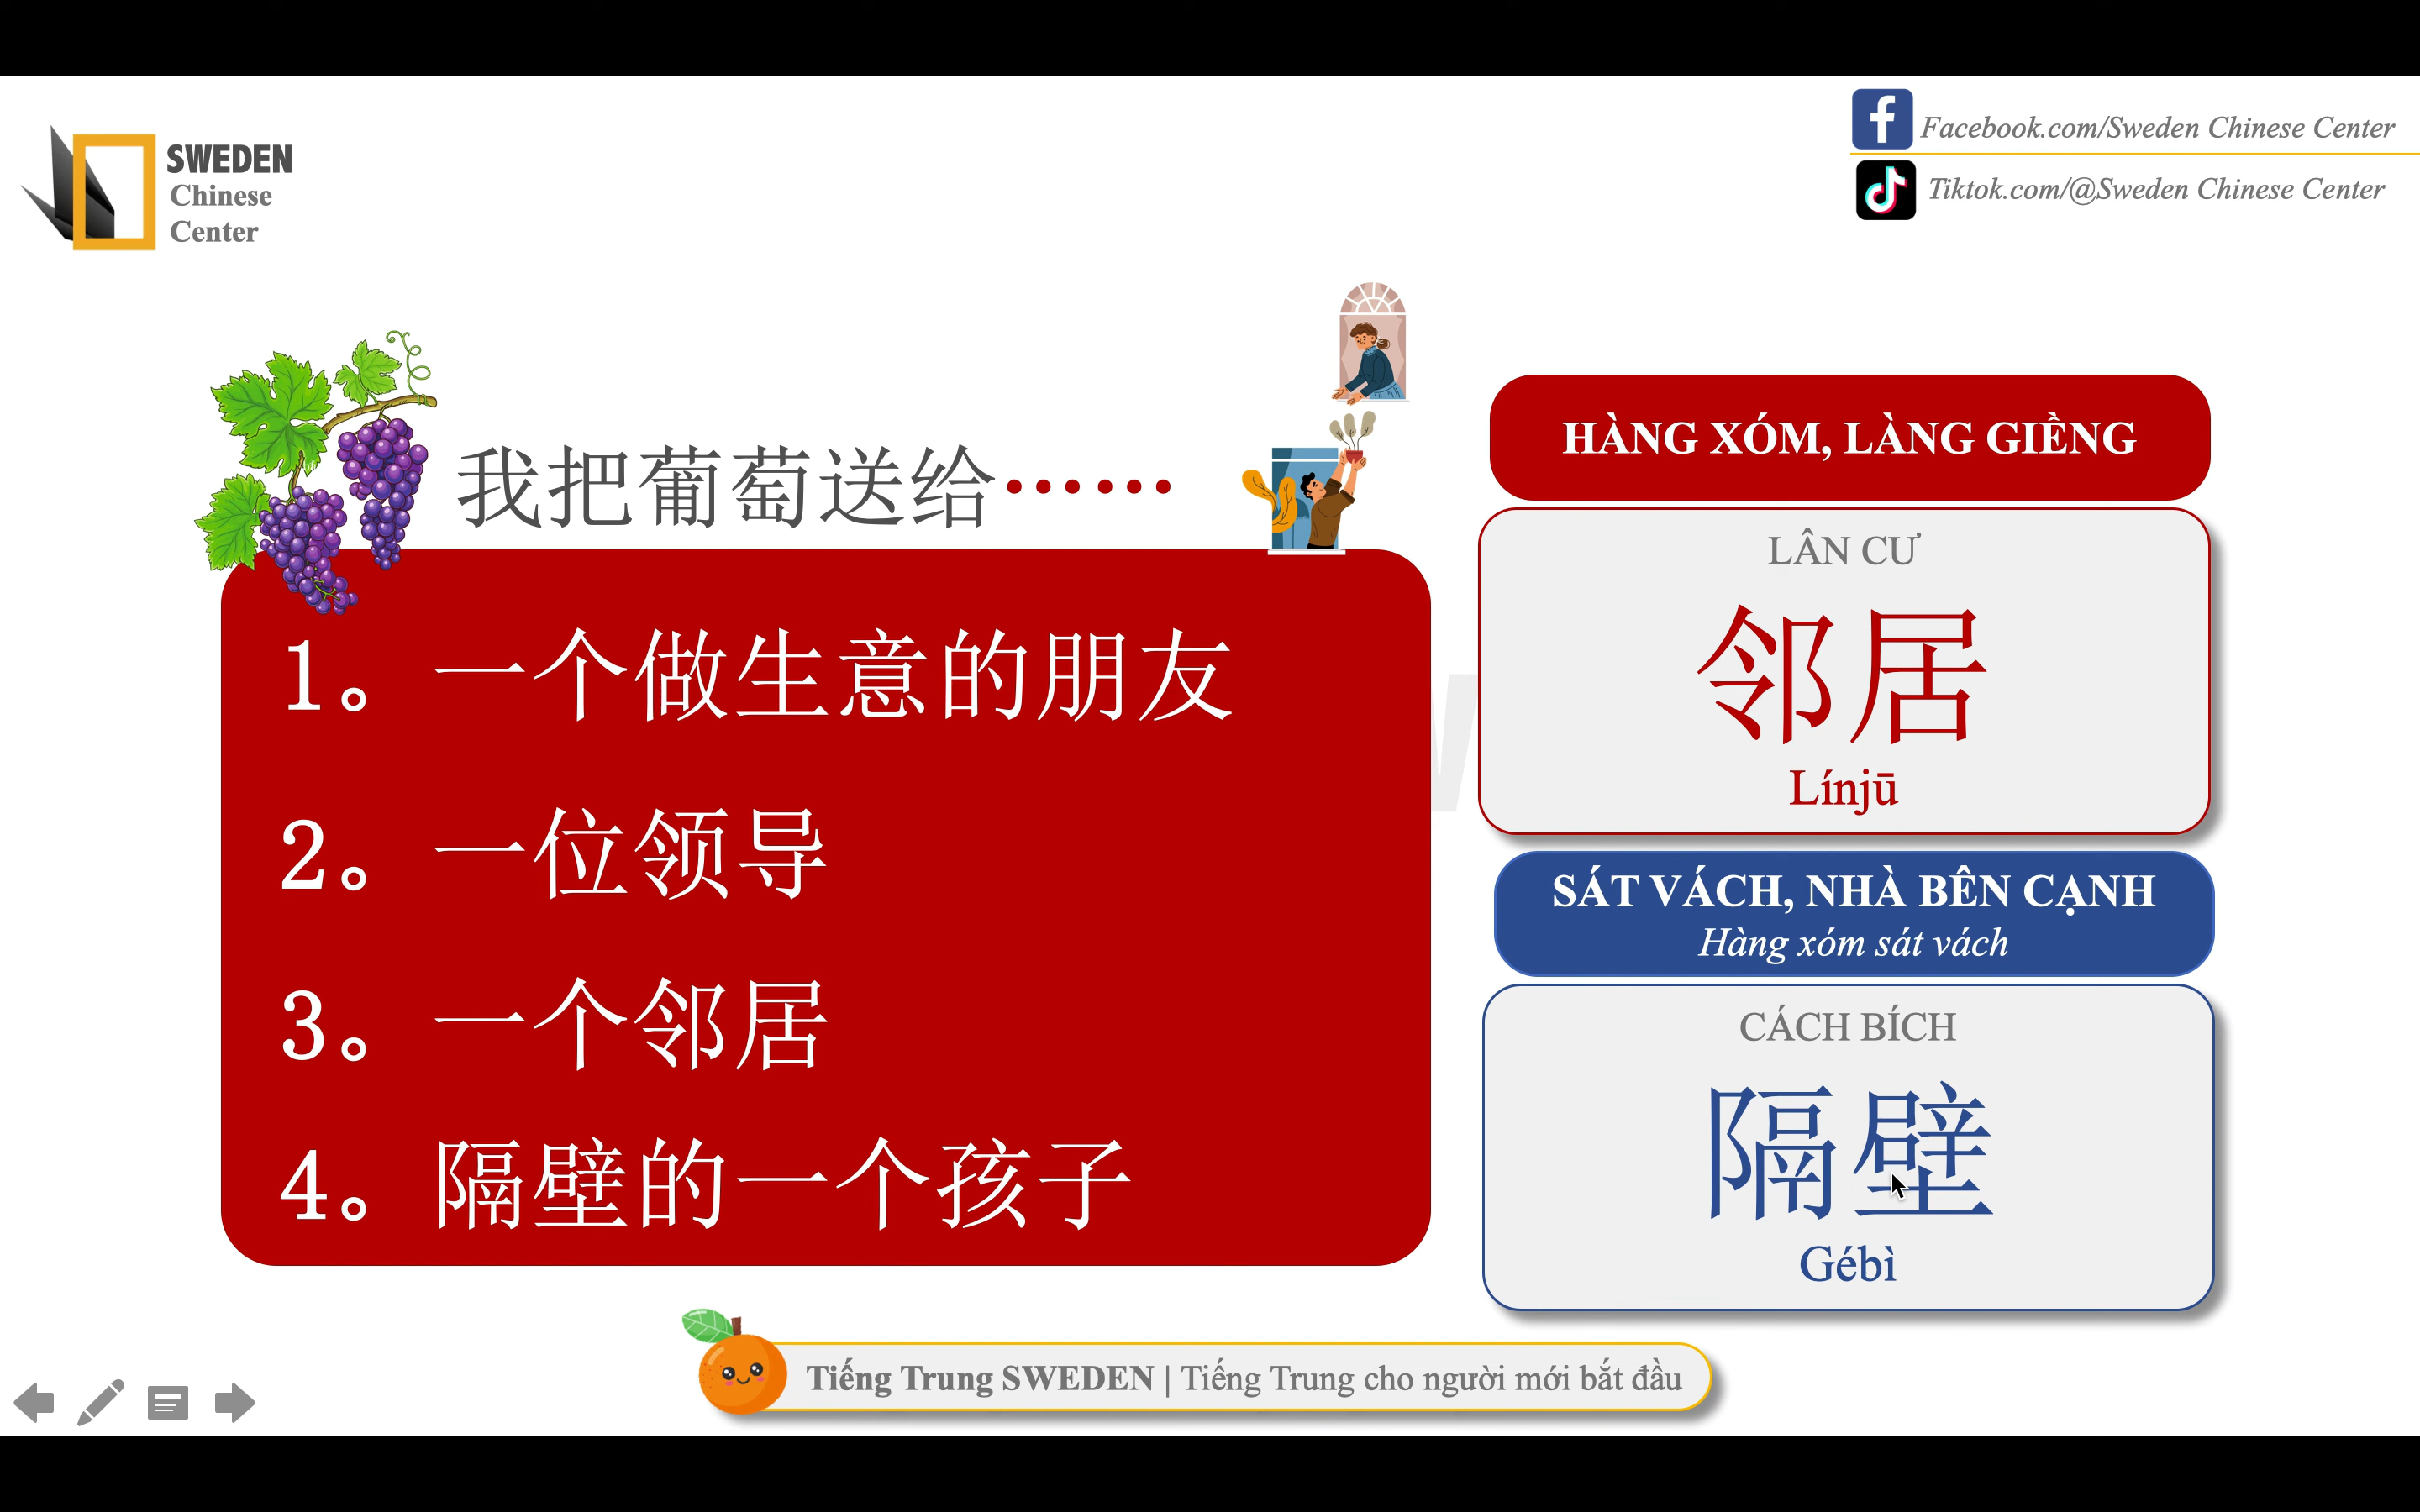 SWEDEN
Chinese
Center
Facebook.com/Sweden Chinese Center
Tiktok.com/@Sweden Chinese Center
我把葡萄送给······
1。一个做生意的朋友
2。一位领导
3。一个邻居
4。隔壁的一个孩子
HÀNG XÓM, LÀNG GIỀNG
LÂN CƯ
邻居
Línjū
SÁT VÁCH, NHÀ BÊN CẠNH
Hàng xóm sát vách
CÁCH BÍCH
隔壁
Gébì
Tiếng Trung SWEDEN | Tiếng Trung cho người mới bắt đầu